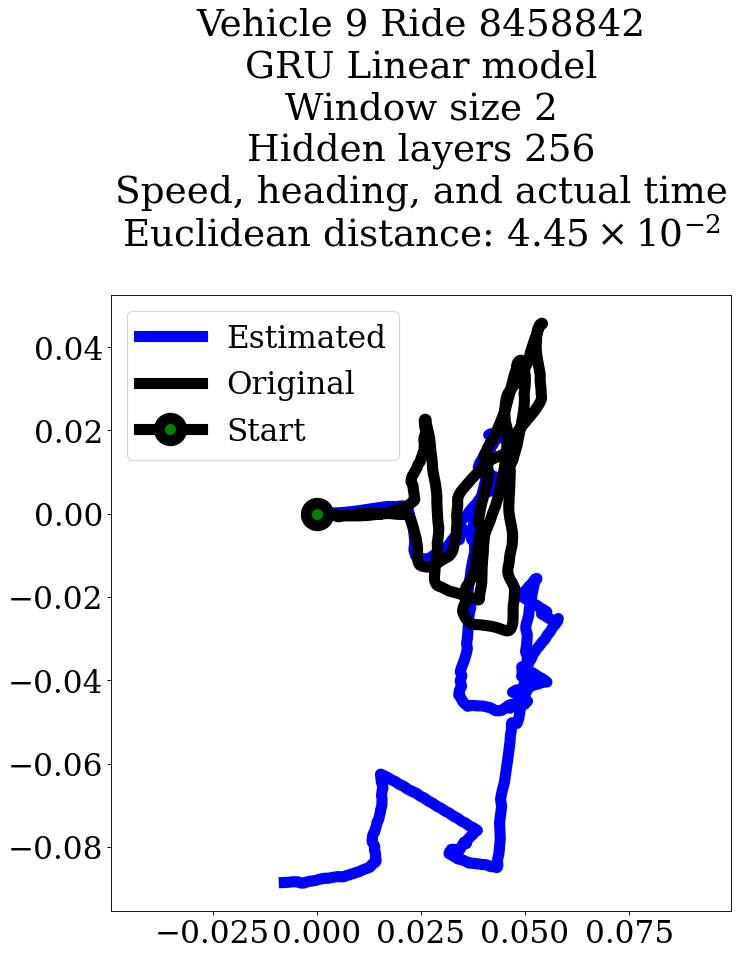 Vehicle 9 Ride 8458842
GRU Linear model
Window size 2
Hidden layers 256
Speed, heading, and actual time
Euclidean distance: 4.45 × 10⁻²
Estimated
Original
Start
0.04
0.02
0.00
−0.02
−0.04
−0.06
−0.08
−0.025 0.000 0.025 0.050 0.075